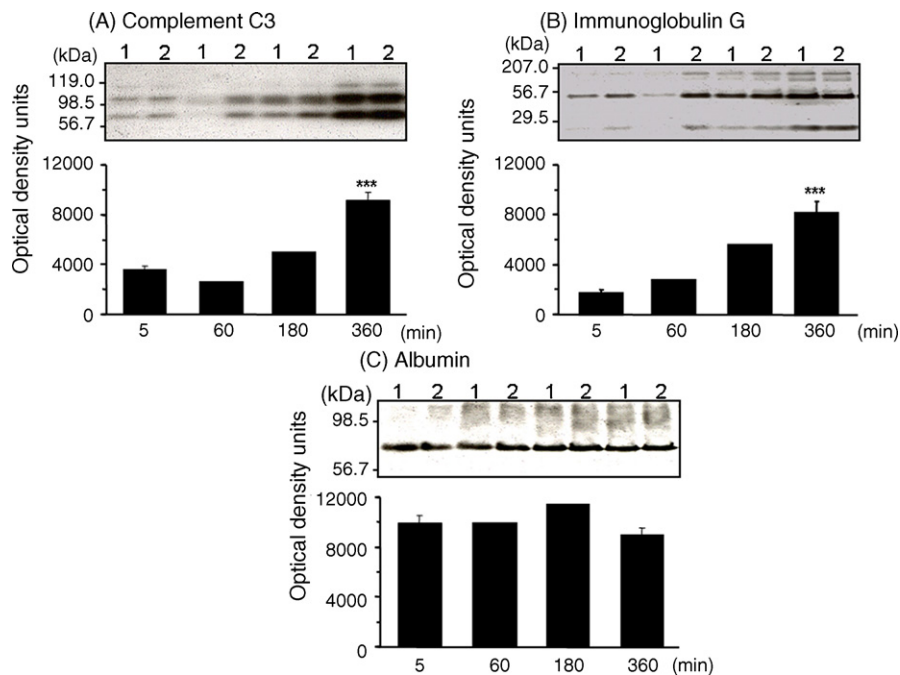 (A) Complement C3
(kDa) 1 2 1 2 1 2 1 2
119.0
98.5
56.7
Optical density units
12000
8000
4000
0
***
5 60 180 360 (min)
(B) Immunoglobulin G
(kDa) 1 2 1 2 1 2 1 2
207.0
56.7
29.5
Optical density units
12000
8000
4000
0
***
5 60 180 360 (min)
(C) Albumin
(kDa) 1 2 1 2 1 2 1 2
98.5
56.7
Optical density units
12000
8000
4000
0
5 60 180 360 (min)